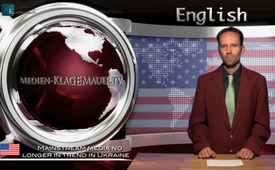 English
Medien-Klagemauer.TV
Mainstream media no
longer in trend in Ukraine